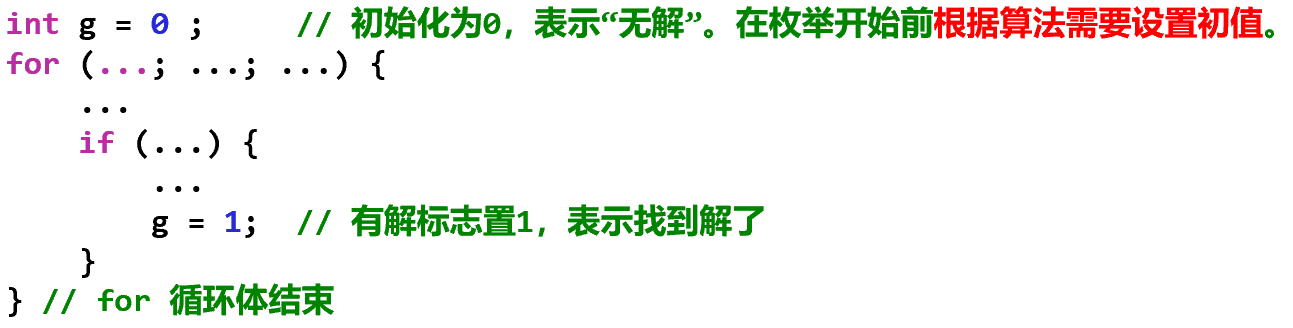 int g = 0 ;     // 初始化为0，表示“无解”。在枚举开始前根据算法需要设置初值。
for (...; ...; ...) {
    ...
    if (...) {
        ...
        g = 1;  // 有解标志置1，表示找到解了
    }
} // for 循环体结束